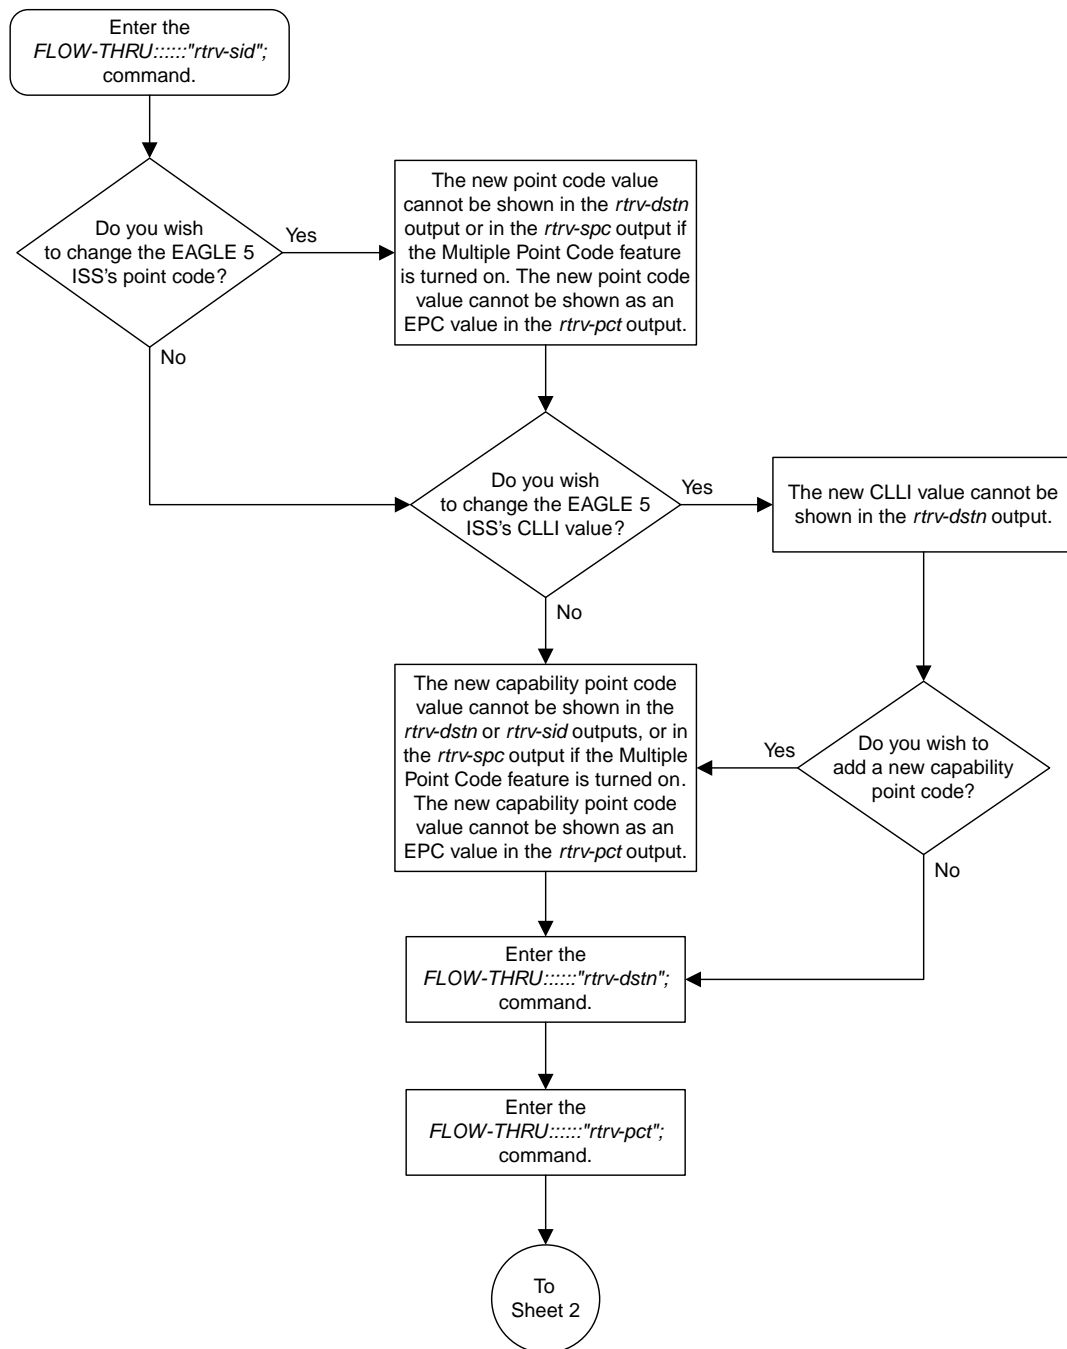 Enter the
FLOW-THRU::::::"rtrv-sid";
command.
Do you wish
to change the EAGLE 5
ISS's point code?
Yes
No
The new point code value
cannot be shown in the rtrv-dstn
output or in the rtrv-spc output if
the Multiple Point Code feature
is turned on. The new point code
value cannot be shown as an
EPC value in the rtrv-pct output.
Do you wish
to change the EAGLE 5
ISS's CLLI value?
Yes
No
The new CLLI value cannot be
shown in the rtrv-dstn output.
Do you wish to
add a new capability
point code?
Yes
No
The new capability point code
value cannot be shown in the
rtrv-dstn or rtrv-sid outputs, or in
the rtrv-spc output if the Multiple
Point Code feature is turned on.
The new capability point code
value cannot be shown as an
EPC value in the rtrv-pct output.
Enter the
FLOW-THRU::::::"rtrv-dstn";
command.
Enter the
FLOW-THRU::::::"rtrv-pct";
command.
To
Sheet 2